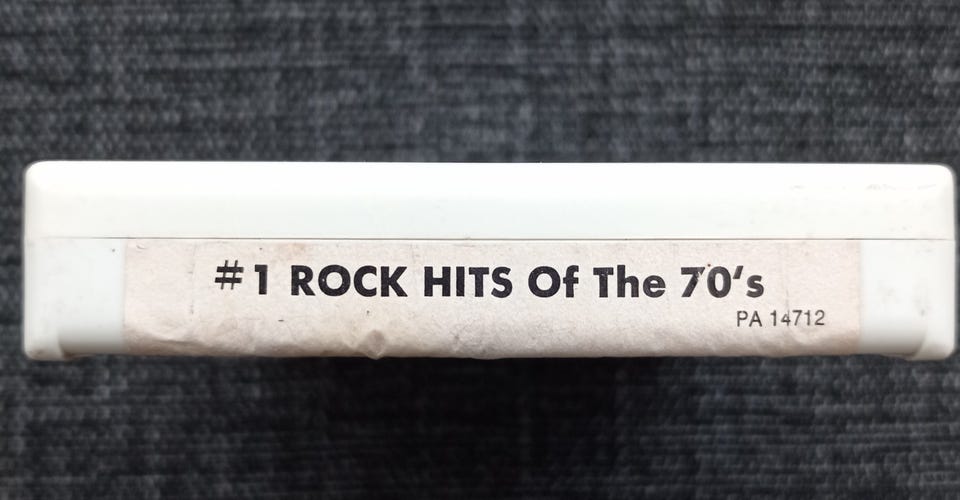 #1 ROCK HITS Of The 70's
PA 14712